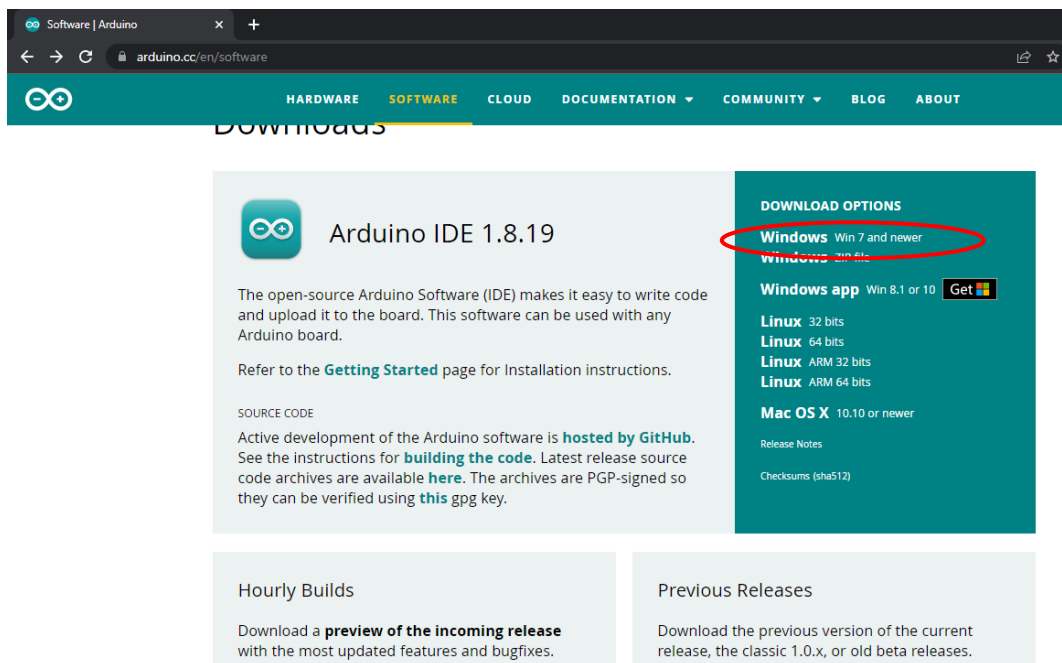 Software | Arduino
arduino.cc/en/software
HARDWARE SOFTWARE CLOUD DOCUMENTATION COMMUNITY BLOG ABOUT
Downloads
Arduino IDE 1.8.19
The open-source Arduino Software (IDE) makes it easy to write code
and upload it to the board. This software can be used with any
Arduino board.
Refer to the Getting Started page for Installation instructions.
SOURCE CODE
Active development of the Arduino software is hosted by GitHub.
See the instructions for building the code. Latest release source
code archives are available here. The archives are PGP-signed so
they can be verified using this gpg key.
DOWNLOAD OPTIONS
Windows Win 7 and newer
Windows ZIP file
Windows app Win 8.1 or 10 Get
Linux 32 bits
Linux 64 bits
Linux ARM 32 bits
Linux ARM 64 bits
Mac OS X 10.10 or newer
Release Notes
Checksums (sha512)
Hourly Builds
Download a preview of the incoming release
with the most updated features and bugfixes.
Previous Releases
Download the previous version of the current
release, the classic 1.0.x, or old beta releases.